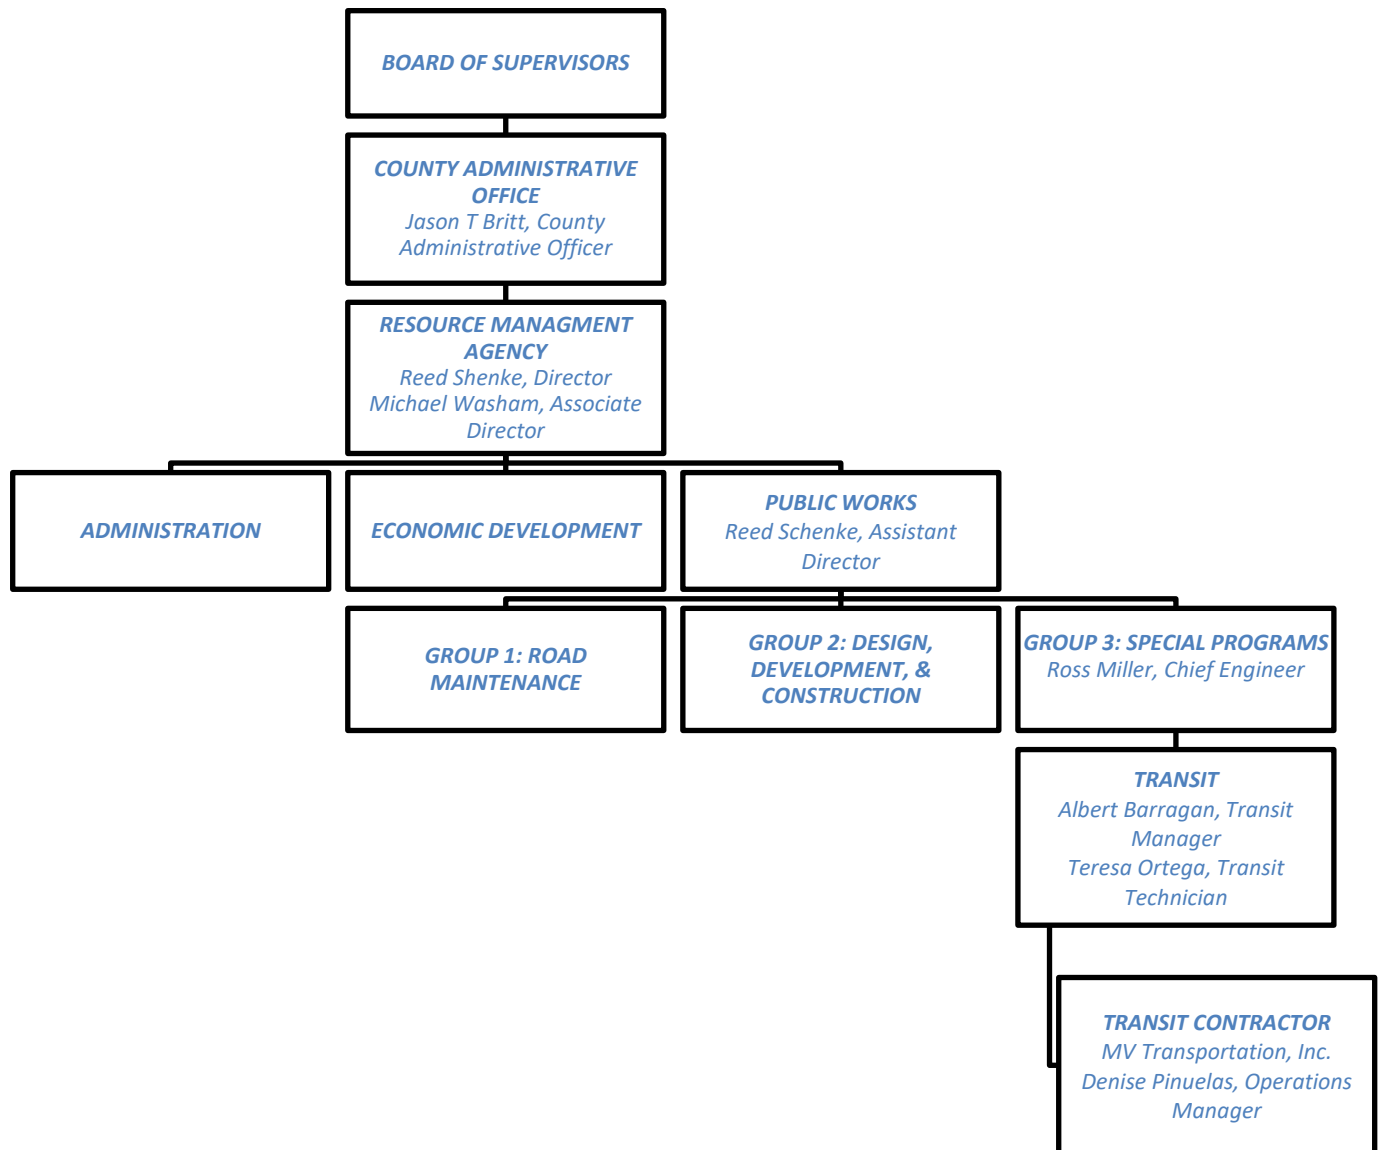 BOARD OF SUPERVISORS
COUNTY ADMINISTRATIVE
OFFICE
Jason T Britt, County
Administrative Officer
RESOURCE MANAGMENT
AGENCY
Reed Shenke, Director
Michael Washam, Associate
Director
ADMINISTRATION
ECONOMIC DEVELOPMENT
PUBLIC WORKS
Reed Schenke, Assistant
Director
GROUP 1: ROAD
MAINTENANCE
GROUP 2: DESIGN,
DEVELOPMENT, &
CONSTRUCTION
GROUP 3: SPECIAL PROGRAMS
Ross Miller, Chief Engineer
TRANSIT
Albert Barragan, Transit
Manager
Teresa Ortega, Transit
Technician
TRANSIT CONTRACTOR
MV Transportation, Inc.
Denise Pinuelas, Operations
Manager